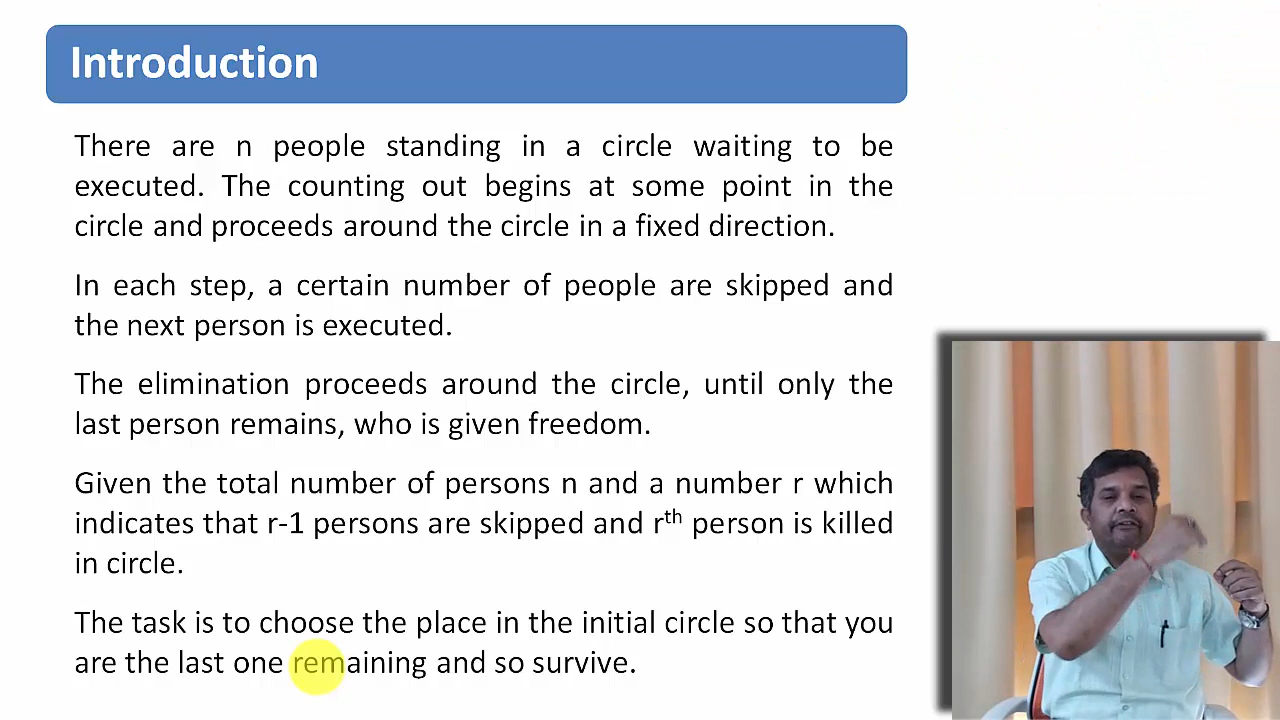 Introduction
There are n people standing in a circle waiting to be
executed. The counting out begins at some point in the
circle and proceeds around the circle in a fixed direction.
In each step, a certain number of people are skipped and
the next person is executed.
The elimination proceeds around the circle, until only the
last person remains, who is given freedom.
Given the total number of persons n and a number r which
indicates that r-1 persons are skipped and rth person is killed
in circle.
The task is to choose the place in the initial circle so that you
are the last one remaining and so survive.